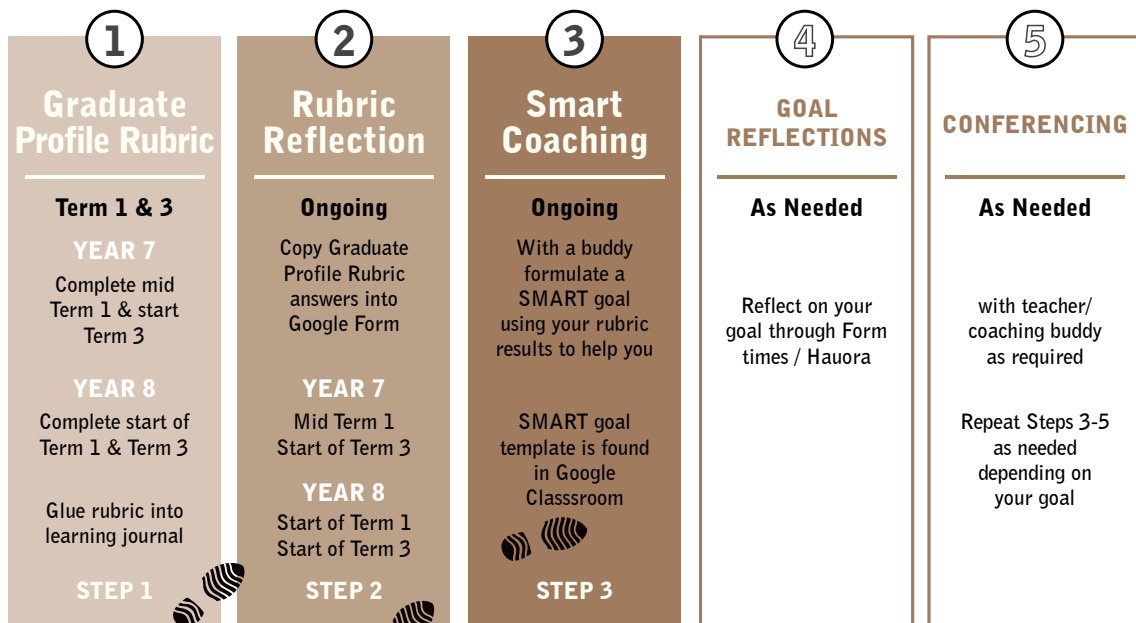 1
Graduate
Profile Rubric
Term 1 & 3
YEAR 7
Complete mid
Term 1 & start
Term 3
YEAR 8
Complete start of
Term 1 & Term 3
Glue rubric into
learning journal
STEP 1
2
Rubric
Reflection
Ongoing
Copy Graduate
Profile Rubric
answers into
Google Form
YEAR 7
Mid Term 1
Start of Term 3
YEAR 8
Start of Term 1
Start of Term 3
STEP 2
3
Smart
Coaching
Ongoing
With a buddy
formulate a
SMART goal
using your rubric
results to help you
SMART goal
template is found
in Google
Classsroom
STEP 3
4
GOAL
REFLECTIONS
As Needed
Reflect on your
goal through Form
times / Hauora
5
CONFERENCING
As Needed
with teacher/
coaching buddy
as required
Repeat Steps 3-5
as needed
depending on
your goal